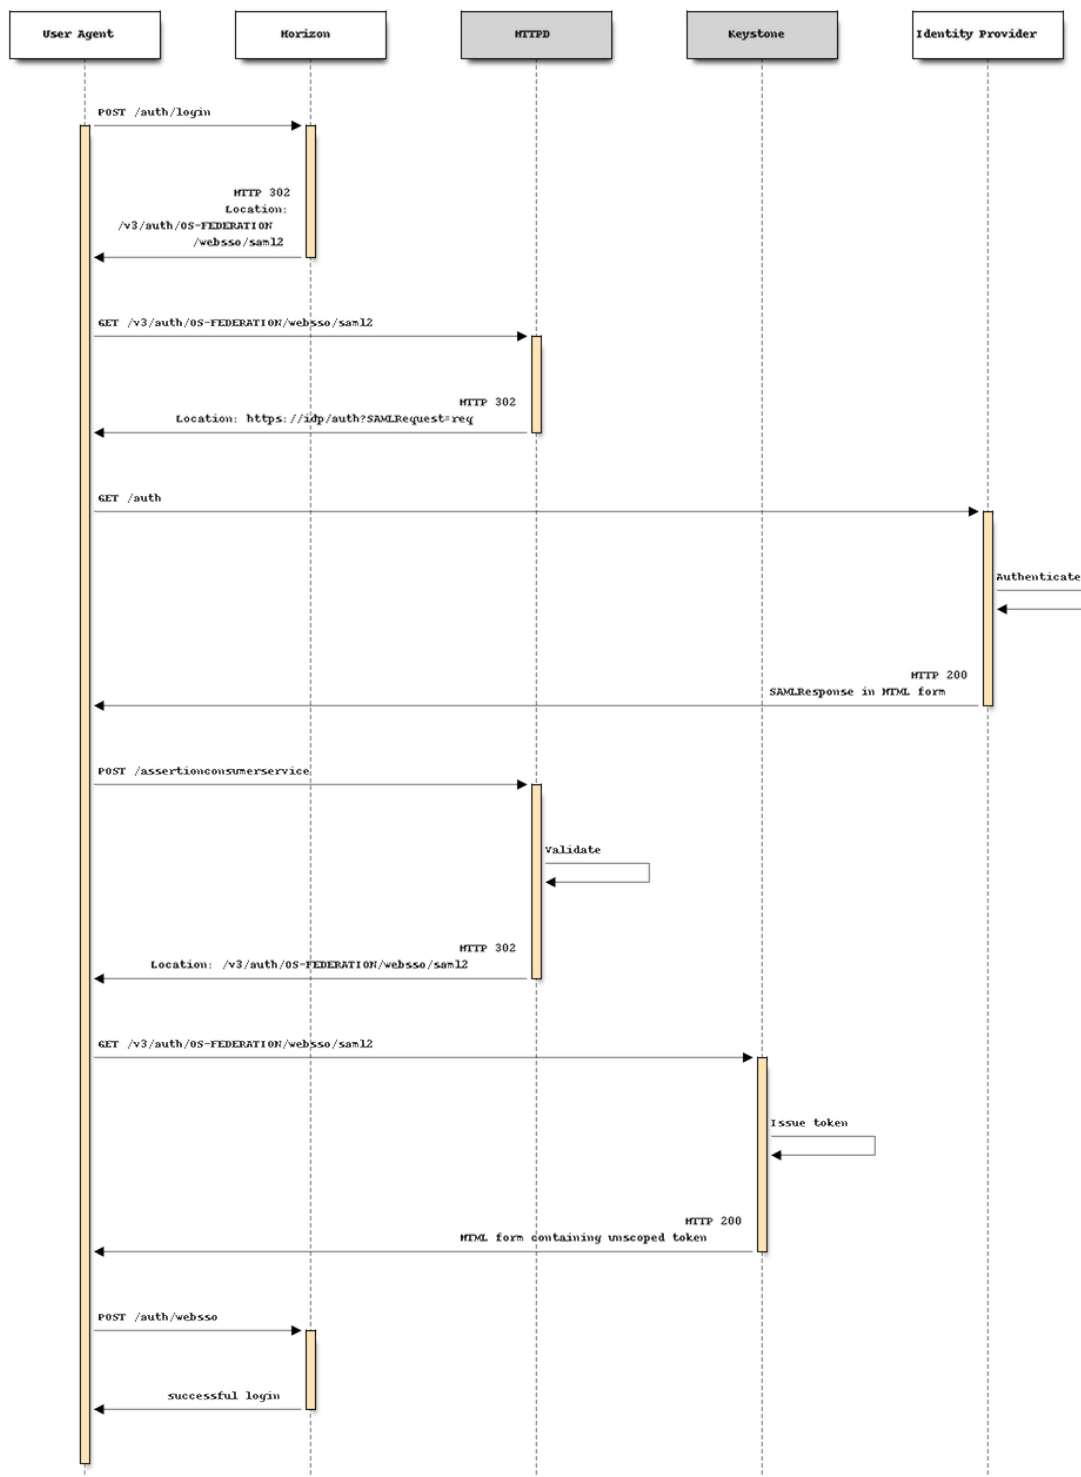 User Agent
Horizon
HTTPD
Keystone
Identity Provider
POST /auth/login
HTTP 302
Location:
/v3/auth/OS-FEDERATION
/websso/saml2
GET /v3/auth/OS-FEDERATION/websso/saml2
HTTP 302
Location: https://idp/auth?SAMLRequest=req
GET /auth
Authenticate
HTTP 200
SAMLResponse in HTML form
POST /assertionconsumerservice
Validate
HTTP 302
Location: /v3/auth/OS-FEDERATION/websso/saml2
GET /v3/auth/OS-FEDERATION/websso/saml2
Issue token
HTTP 200
HTML form containing unscoped token
POST /auth/websso
successful login